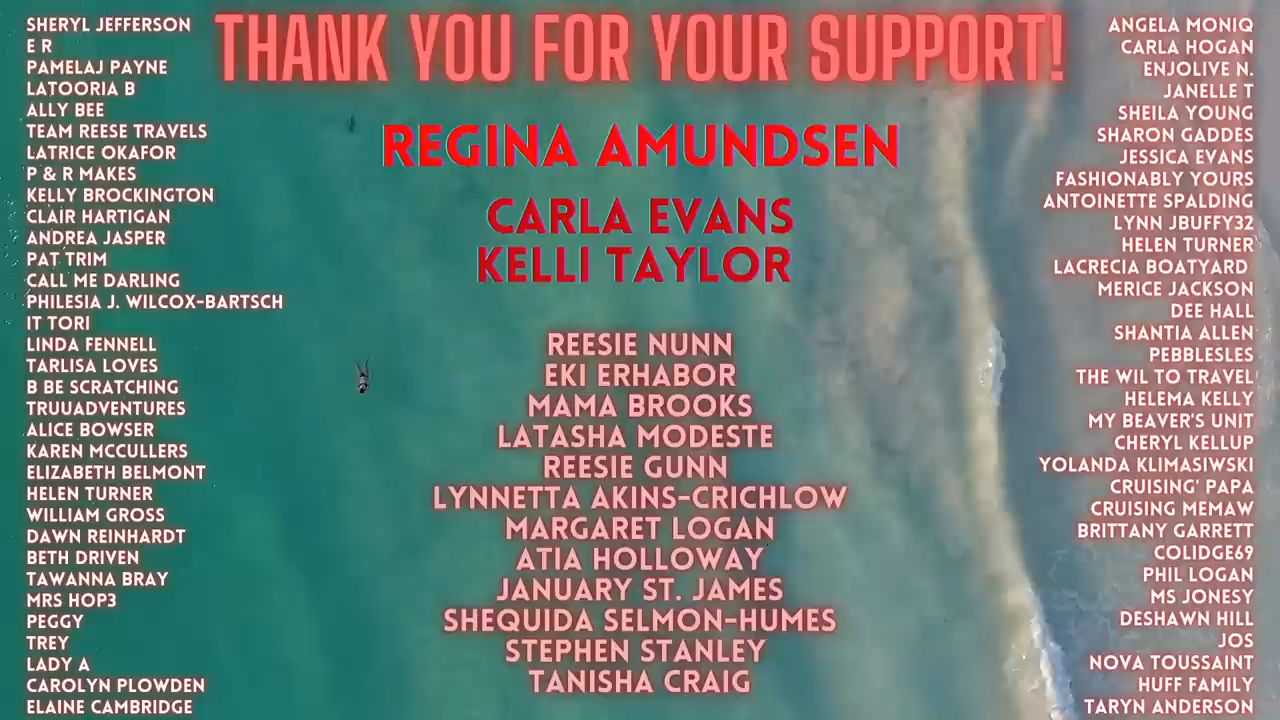 THANK YOU FOR YOUR SUPPORT!
SHERYL JEFFERSON
E R
PAMELAJ PAYNE
LATOORIA B
ALLY BEE
TEAM REESE TRAVELS
LATRICE OKAFOR
P & R MAKES
KELLY BROCKINGTON
CLAIR HARTIGAN
ANDREA JASPER
PAT TRIM
CALL ME DARLING
PHILESIA J. WILCOX-BARTSCH
IT TORI
LINDA FENNELL
TARLISA LOVES
B BE SCRATCHING
TRUUADVENTURES
ALICE BOWSER
KAREN MCCULLERS
ELIZABETH BELMONT
HELEN TURNER
WILLIAM GROSS
DAWN REINHARDT
BETH DRIVEN
TAWANNA BRAY
MRS HOP3
PEGGY
TREY
LADY A
CAROLYN PLOWDEN
ELAINE CAMBRIDGE
REGINA AMUNDSEN
CARLA EVANS
KELLI TAYLOR
REESIE NUNN
EKI ERHABOR
MAMA BROOKS
LATASHA MODESTE
REESIE GUNN
LYNNETTA AKINS-CRICHLOW
MARGARET LOGAN
ATIA HOLLOWAY
JANUARY ST. JAMES
SHEQUIDA SELMON-HUMES
STEPHEN STANLEY
TANISHA CRAIG
ANGELA MONIQ
CARLA HOGAN
ENJOLIVE N.
JANELLE T
SHEILA YOUNG
SHARON GADDES
JESSICA EVANS
FASHIONABLY YOURS
ANTOINETTE SPALDING
LYNN JBUFFY32
HELEN TURNER
LACRECIA BOATYARD
MERICE JACKSON
DEE HALL
SHANTIA ALLEN
PEBBLESLES
THE WIL TO TRAVEL
HELEMA KELLY
MY BEAVER'S UNIT
CHERYL KELLUP
YOLANDA KLIMASIWSKI
CRUISING' PAPA
CRUISING MEMAW
BRITTANY GARRETT
COLIDGE69
PHIL LOGAN
MS JONESY
DESHAWN HILL
JOS
NOVA TOUSSAINT
HUFF FAMILY
TARYN ANDERSON